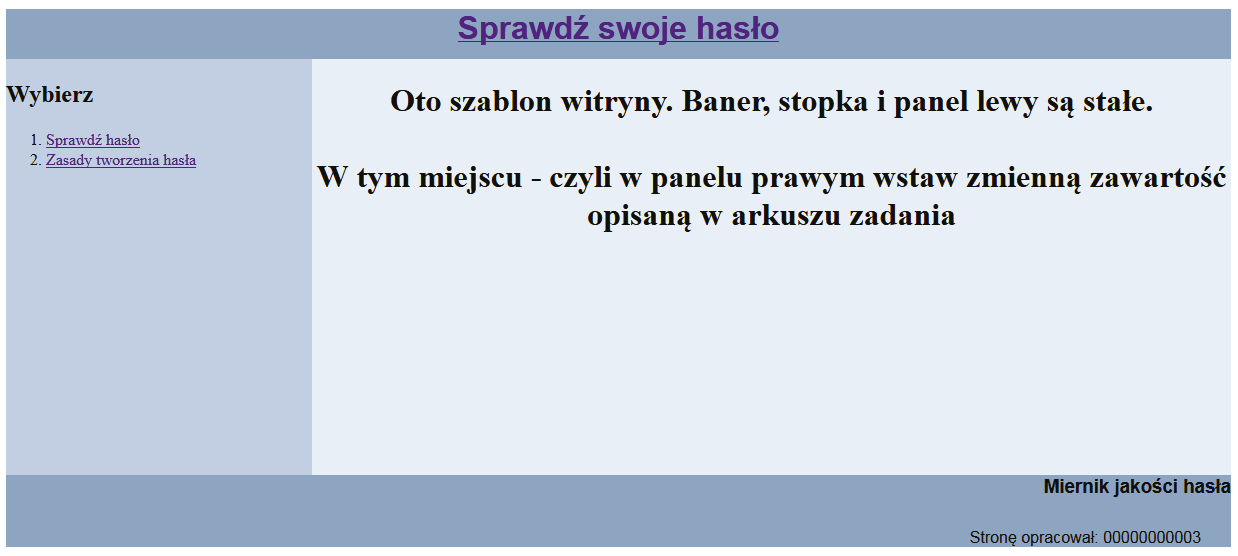 Sprawdź swoje hasło
Wybierz
1. Sprawdź hasło
2. Zasady tworzenia hasła
Oto szablon witryny. Baner, stopka i panel lewy są stałe.
W tym miejscu - czyli w panelu prawym wstaw zmienną zawartość
opisaną w arkuszu zadania
Miernik jakości hasła
Stronę opracował: 00000000003